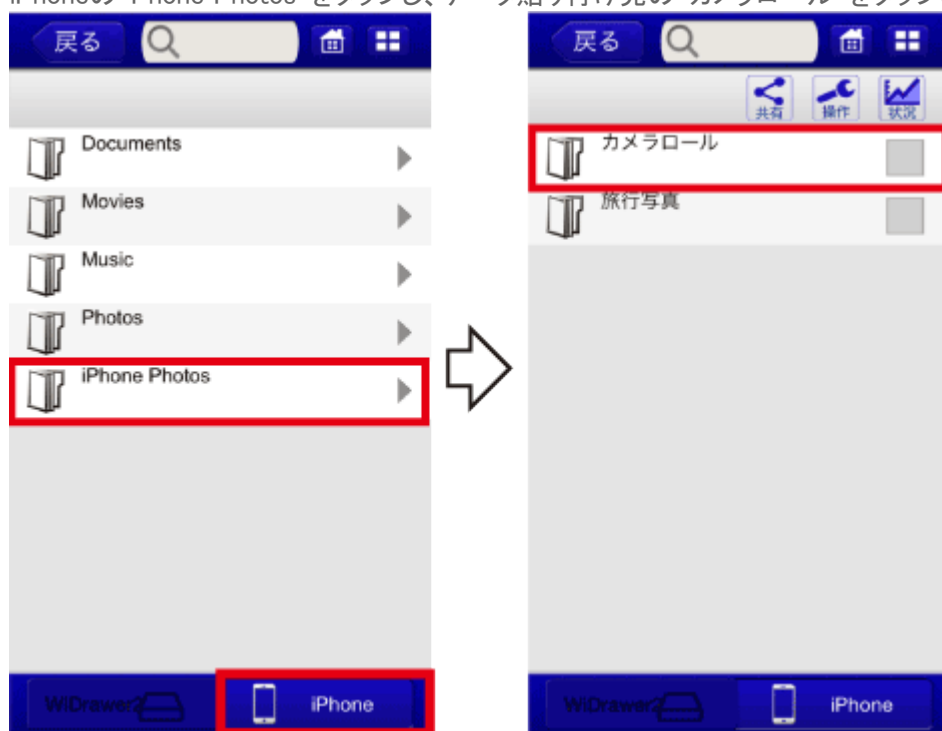 戻る
Documents
Movies
Music
Photos
iPhone Photos
WiDrawer2
iPhone
戻る
共有 操作 状況
カメラロール
旅行写真
WiDrawer2
iPhone